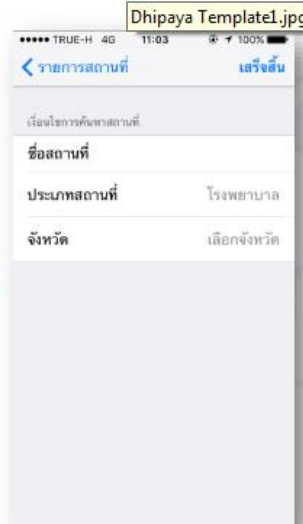 Dhipaya Template1.jpg
TRUE-H 4G 11:03 100%
รายการสถานที่ เสร็จสิ้น
เงื่อนไขการค้นหาสถานที่
ชื่อสถานที่
ประเภทสถานที่ โรงพยาบาล
จังหวัด เลือกจังหวัด